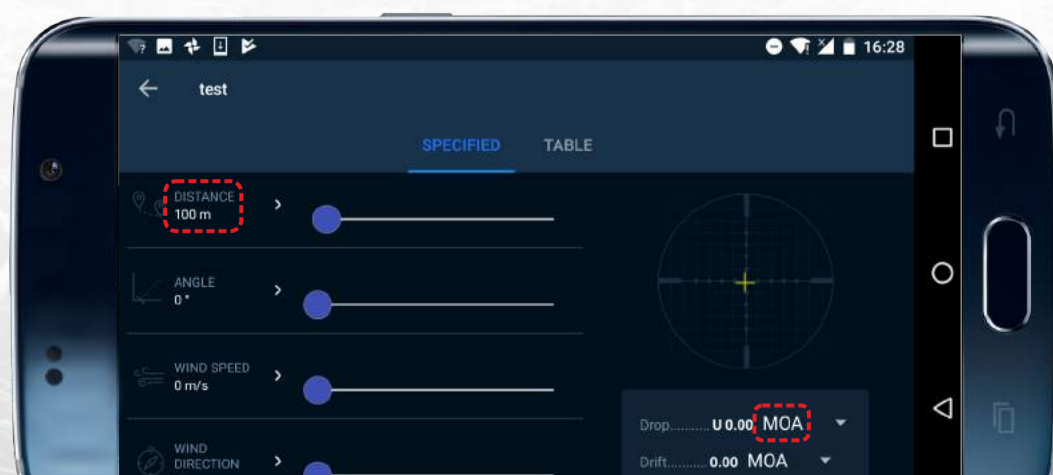 16:28
test
SPECIFIED TABLE
DISTANCE
100 m
ANGLE
0 °
WIND SPEED
0 m/s
WIND
DIRECTION
Drop........... U 0.00 MOA
Drift.......... 0.00 MOA